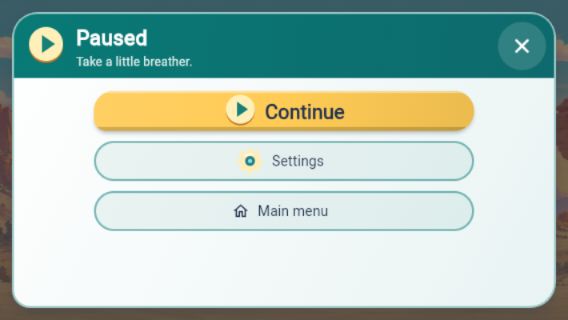 Paused
Take a little breather.
Continue
Settings
Main menu